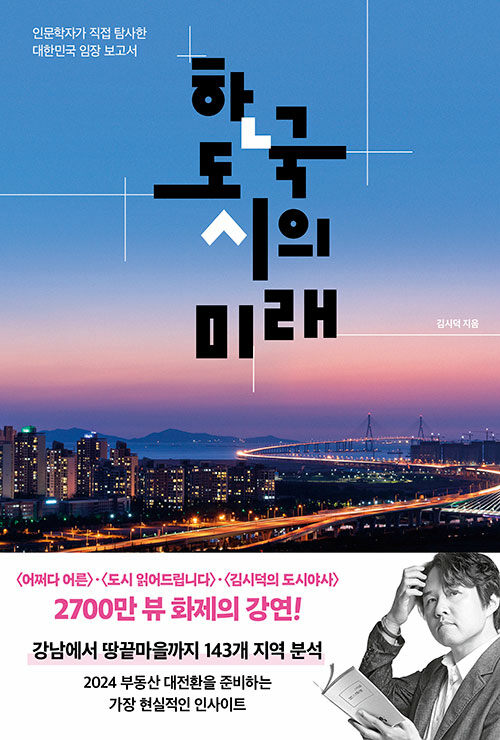 인문학자가 직접 탐사한
대한민국 임장 보고서
한국
도시의
미래
김시덕 지음
〈어쩌다 어른〉·〈도시 읽어드립니다〉·〈김시덕의 도시야사〉
2700만 뷰 화제의 강연!
강남에서 땅끝마을까지 143개 지역 분석
2024 부동산 대전환을 준비하는
가장 현실적인 인사이트